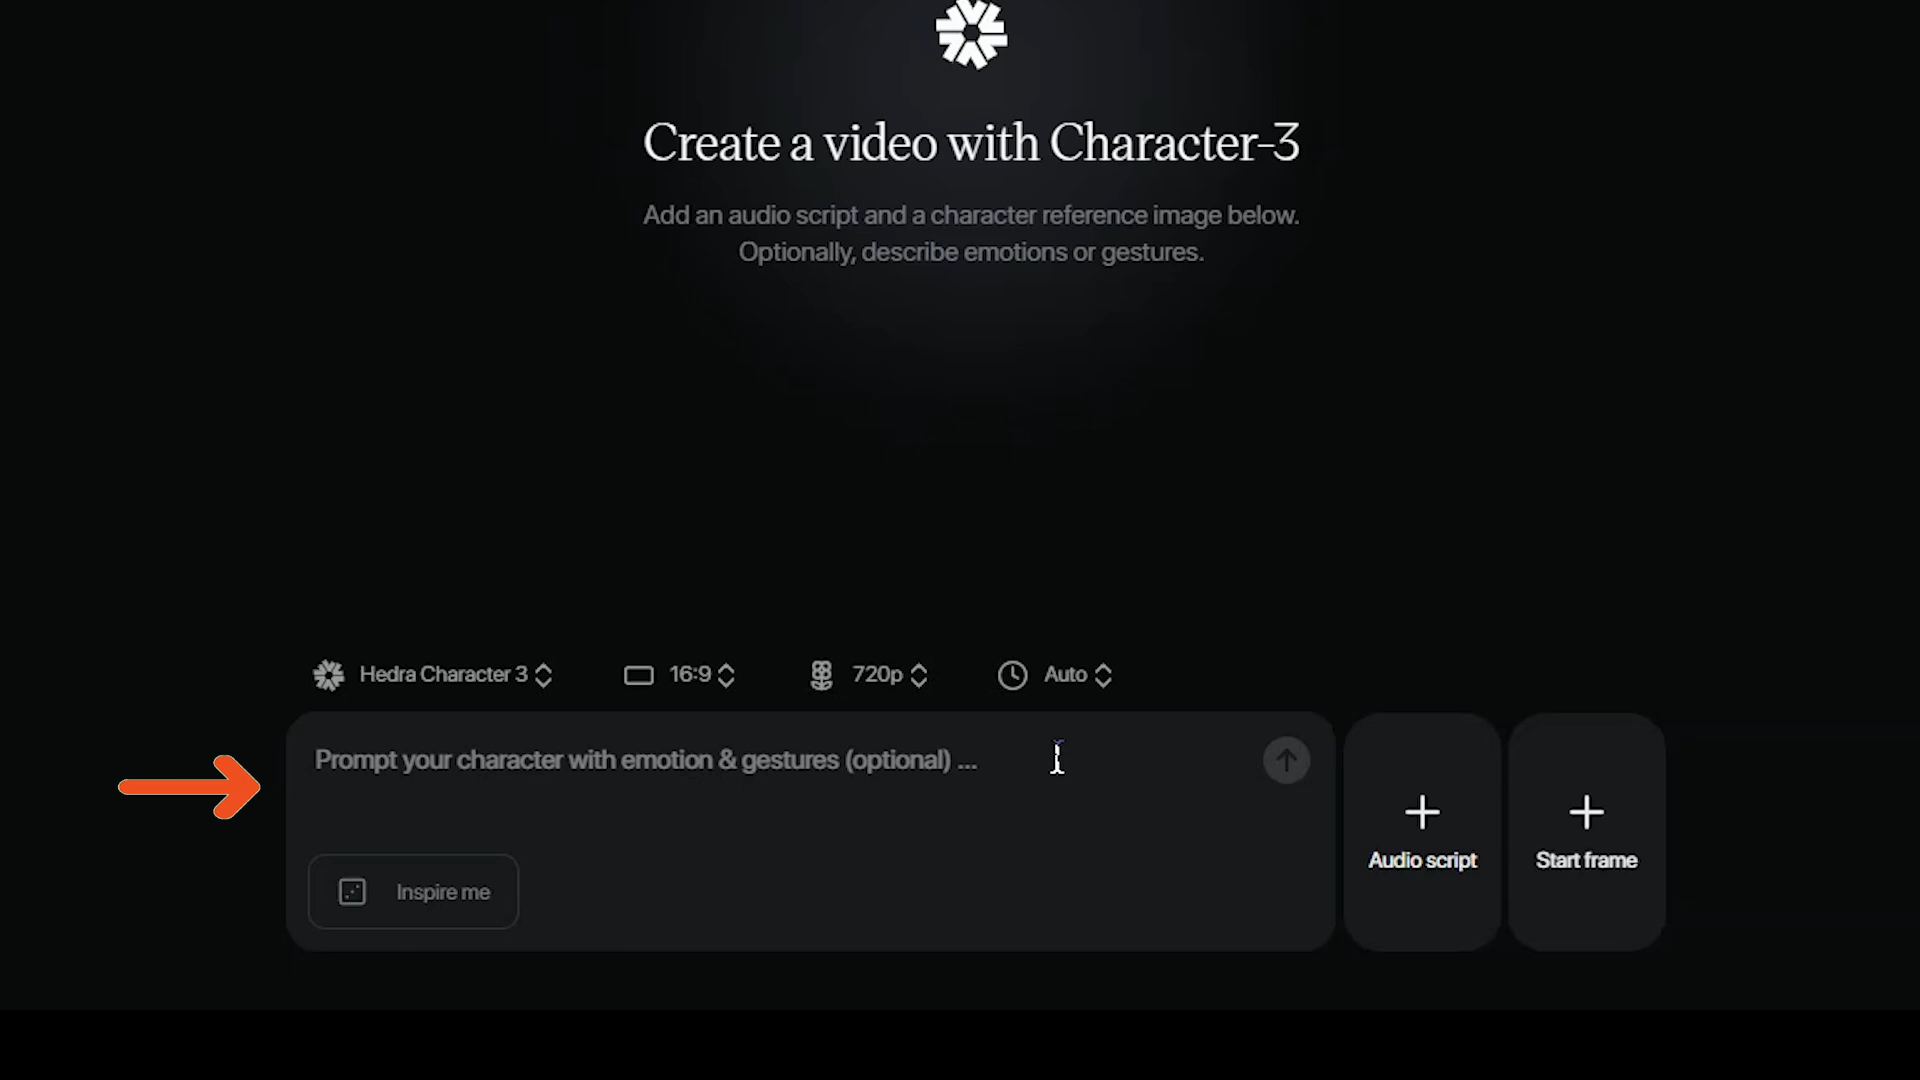 Create a video with Character-3
Add an audio script and a character reference image below.
Optionally, describe emotions or gestures.
Hedra Character 3
16:9
720p
Auto
Prompt your character with emotion & gestures (optional) ...
Inspire me
Audio script
Start frame